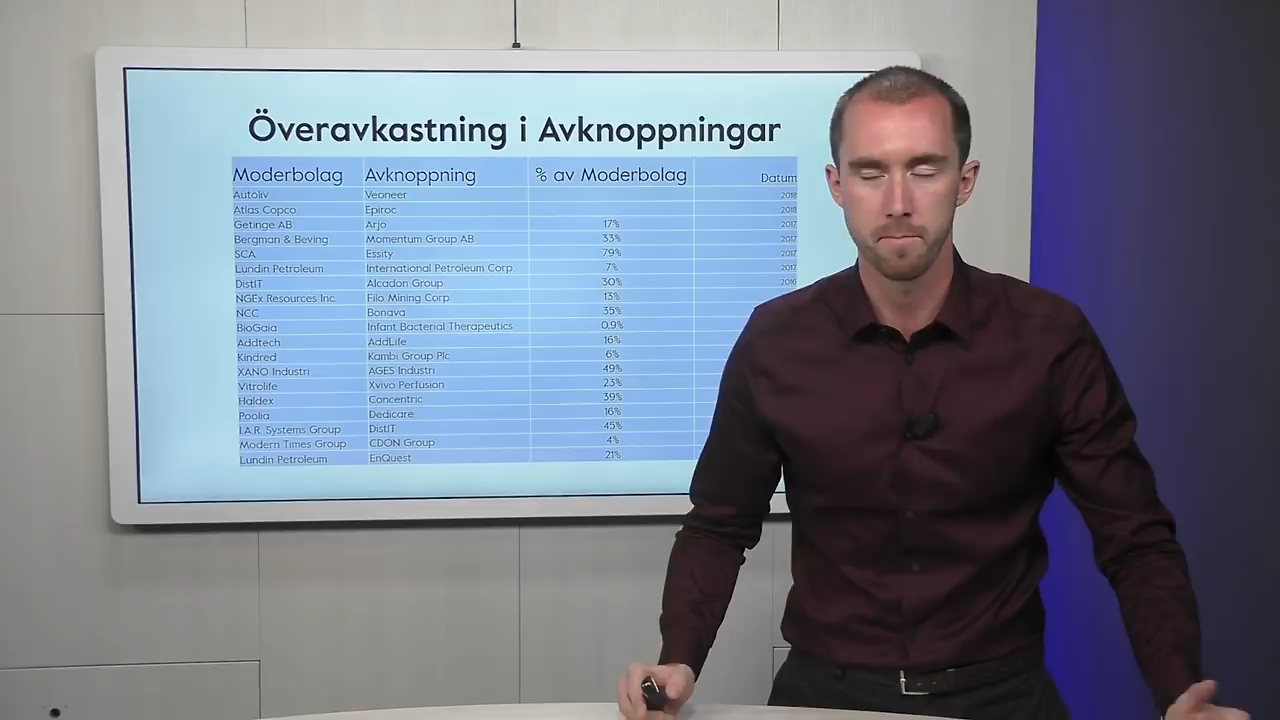 Överavkastning i Avknoppningar
Moderbolag Avknoppning % av Moderbolag Datum
Autoliv Veoneer 2018
Atlas Copco Epiroc 2018
Getinge AB Arjo 17% 2017
Bergman & Beving Momentum Group AB 33% 2017
SCA Essity 79% 2017
Lundin Petroleum International Petroleum Corp. 7% 2017
DistIT Alcadon Group 30% 2016
NGEx Resources Inc. Filo Mining Corp 13%
NCC Bonava 35%
BioGaia Infant Bacterial Therapeutics 0,9%
Addtech AddLife 16%
Kindred Kambi Group Plc 6%
XANO Industri AGES Industri 49%
Vitrolife Xvivo Perfusion 23%
Haldex Concentric 39%
Poolia Dedicare 16%
I.A.R. Systems Group DistIT 45%
Modern Times Group CDON Group 4%
Lundin Petroleum EnQuest 21%